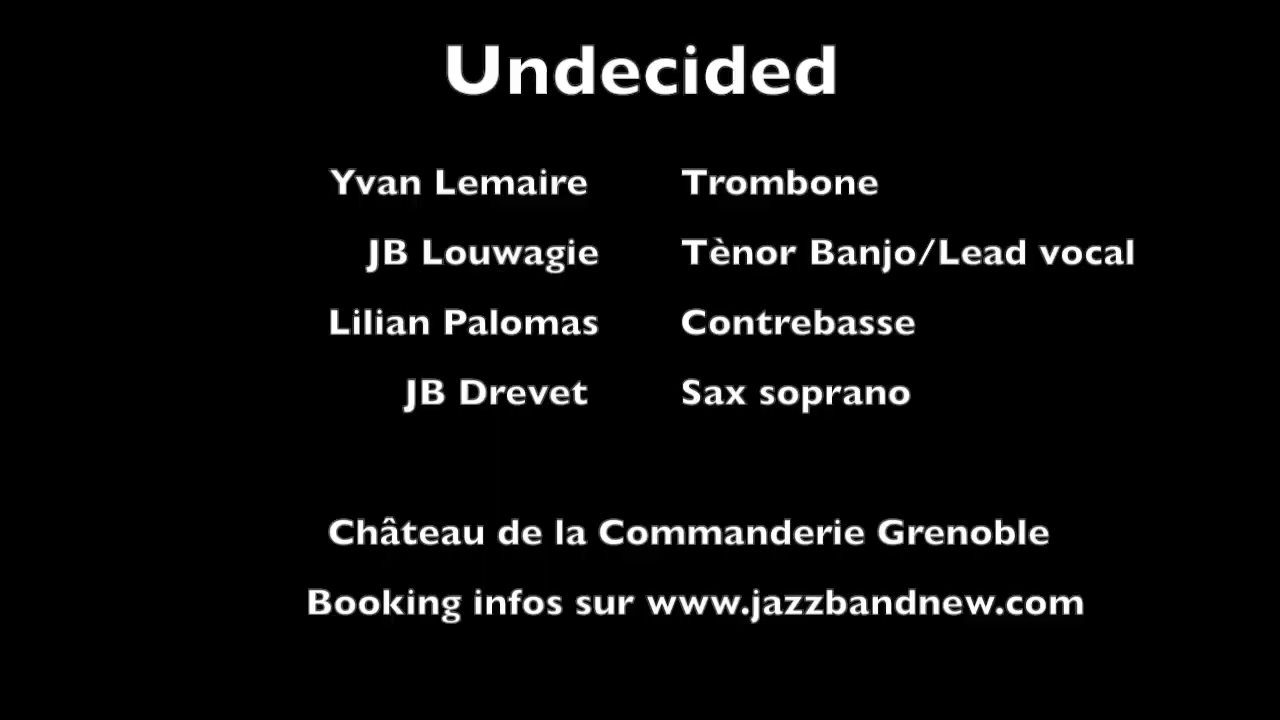 Undecided
Yvan Lemaire Trombone
JB Louwagie Tènor Banjo/Lead vocal
Lilian Palomas Contrebasse
JB Drevet Sax soprano
Château de la Commanderie Grenoble
Booking infos sur www.jazzbandnew.com